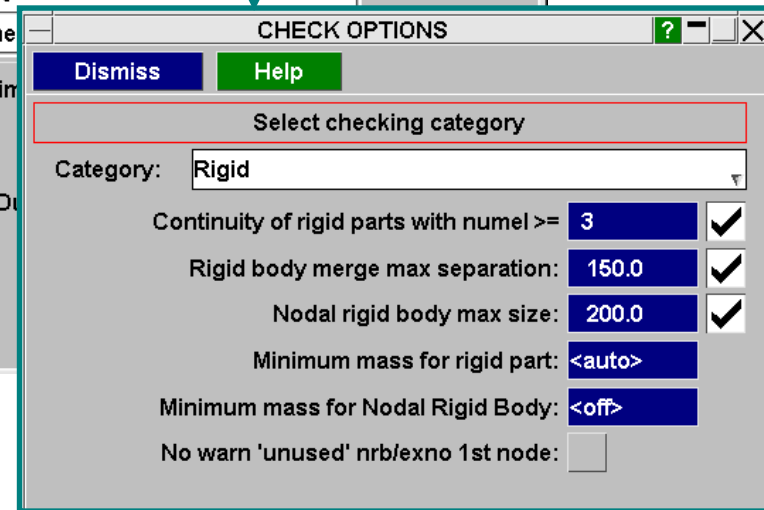 CHECK OPTIONS
?
Dismiss Help
Select checking category
Category: Rigid
Continuity of rigid parts with numel >= 3
Rigid body merge max separation: 150.0
Nodal rigid body max size: 200.0
Minimum mass for rigid part: <auto>
Minimum mass for Nodal Rigid Body: <off>
No warn 'unused' nrb/exno 1st node: